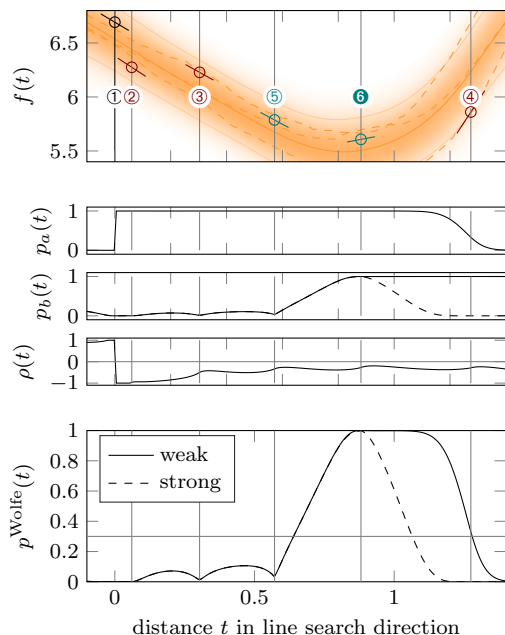 6.5
6
5.5
f(t)
① ② ③ ⑤ ❻ ④
1
0
p_a(t)
1
0
p_b(t)
1
−1
ρ(t)
1
0.8
0.6
0.4
0.2
0
p^Wolfe(t)
weak
strong
0 0.5 1
distance t in line search direction